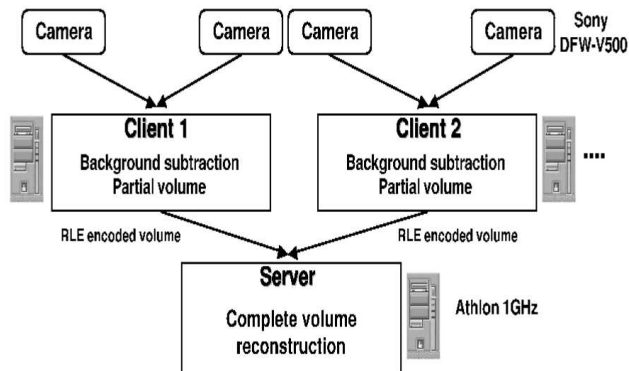 Camera
Camera
Camera
Camera
Sony
DFW-V500
Client 1
Background subtraction
Partial volume
Client 2
Background subtraction
Partial volume
....
RLE encoded volume
RLE encoded volume
Server
Complete volume
reconstruction
Athlon 1GHz